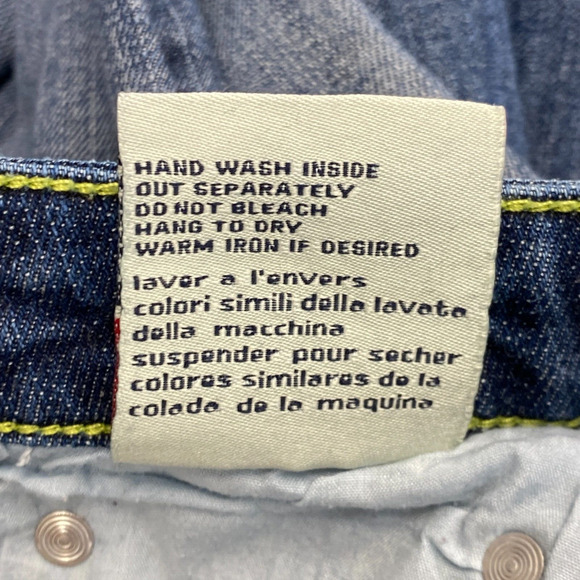 HAND WASH INSIDE
OUT SEPARATELY
DO NOT BLEACH
HANG TO DRY
WARM IRON IF DESIRED
laver a l'envers
colori simili della lavata
della macchina
suspender pour secher
colores similares de la
colada de la maquina